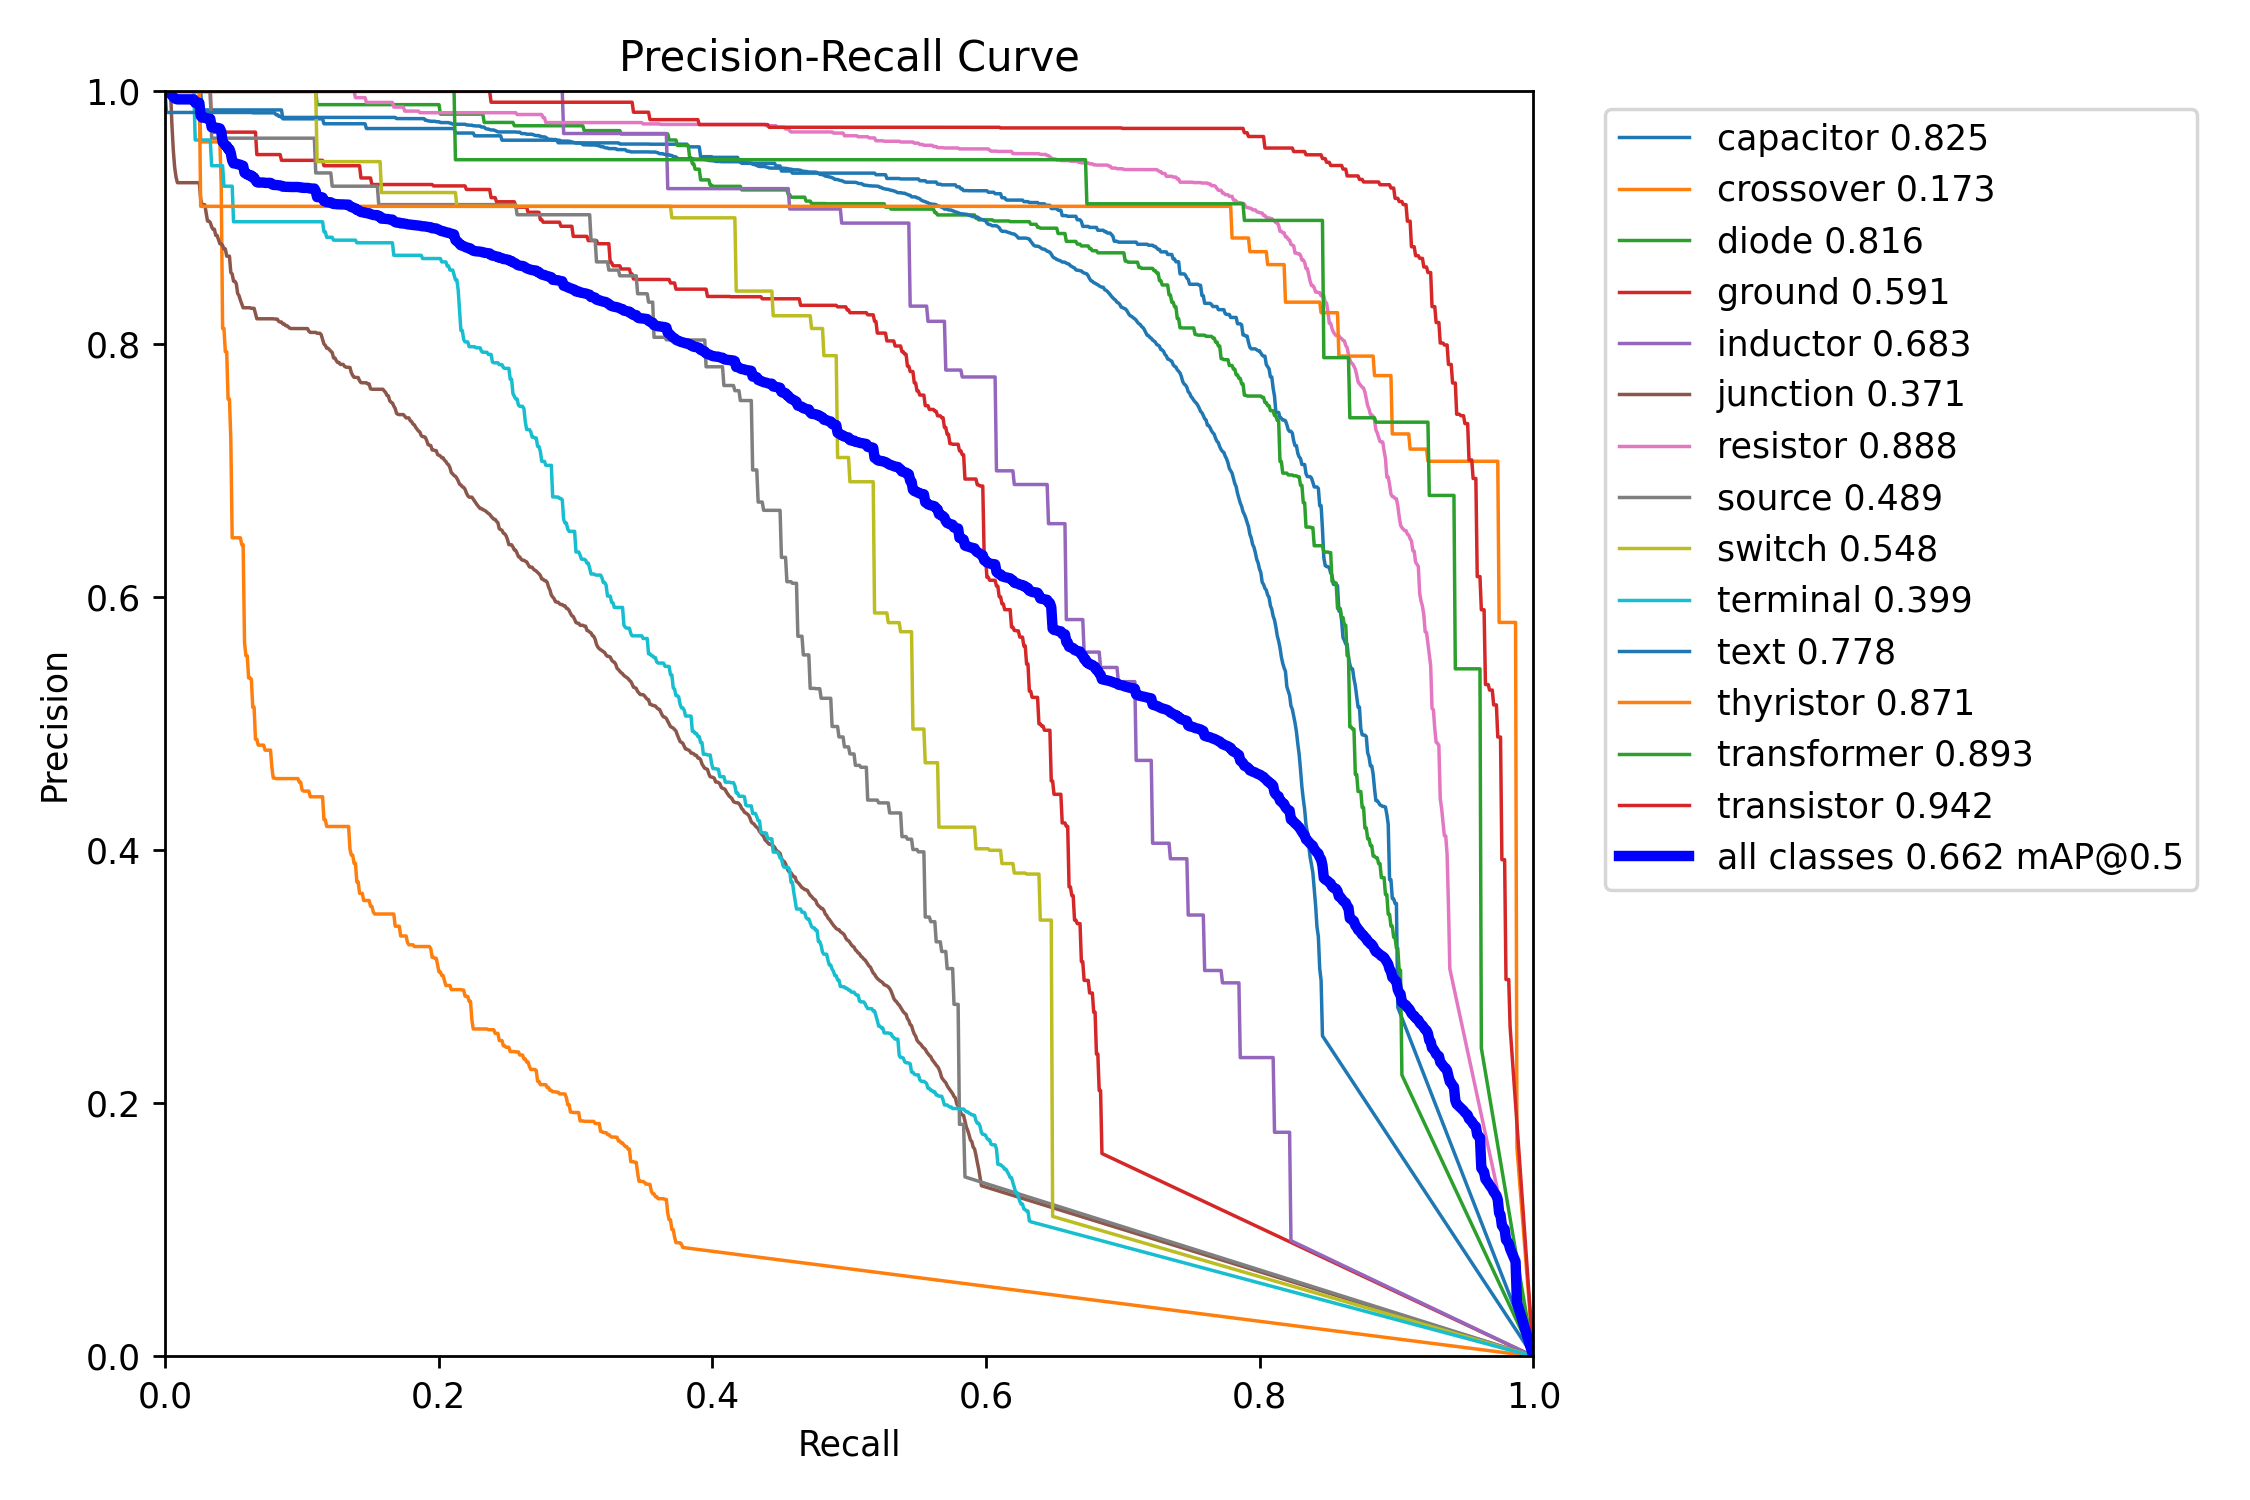 Precision-Recall Curve
1.0
0.8
0.6
0.4
0.2
0.0
Precision
0.0 0.2 0.4 0.6 0.8 1.0
Recall
capacitor 0.825
crossover 0.173
diode 0.816
ground 0.591
inductor 0.683
junction 0.371
resistor 0.888
source 0.489
switch 0.548
terminal 0.399
text 0.778
thyristor 0.871
transformer 0.893
transistor 0.942
all classes 0.662 mAP@0.5